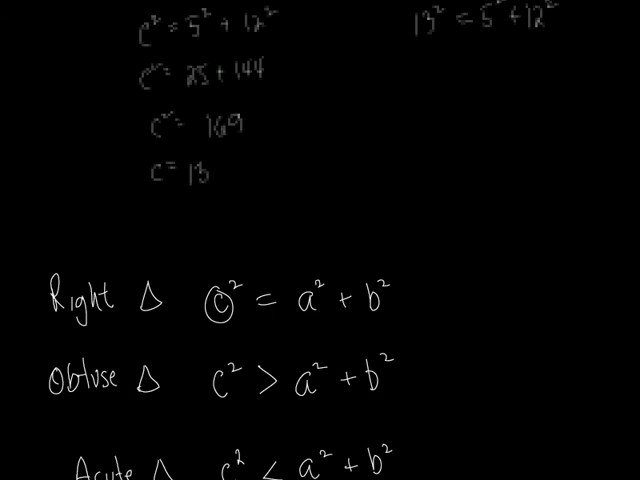 c² = 5² + 12²
13² = 5² + 12²
c² = 25 + 144
c² = 169
c = 13
Right Δ c² = a² + b²
Obtuse Δ c² > a² + b²
Acute Δ c² < a² + b²